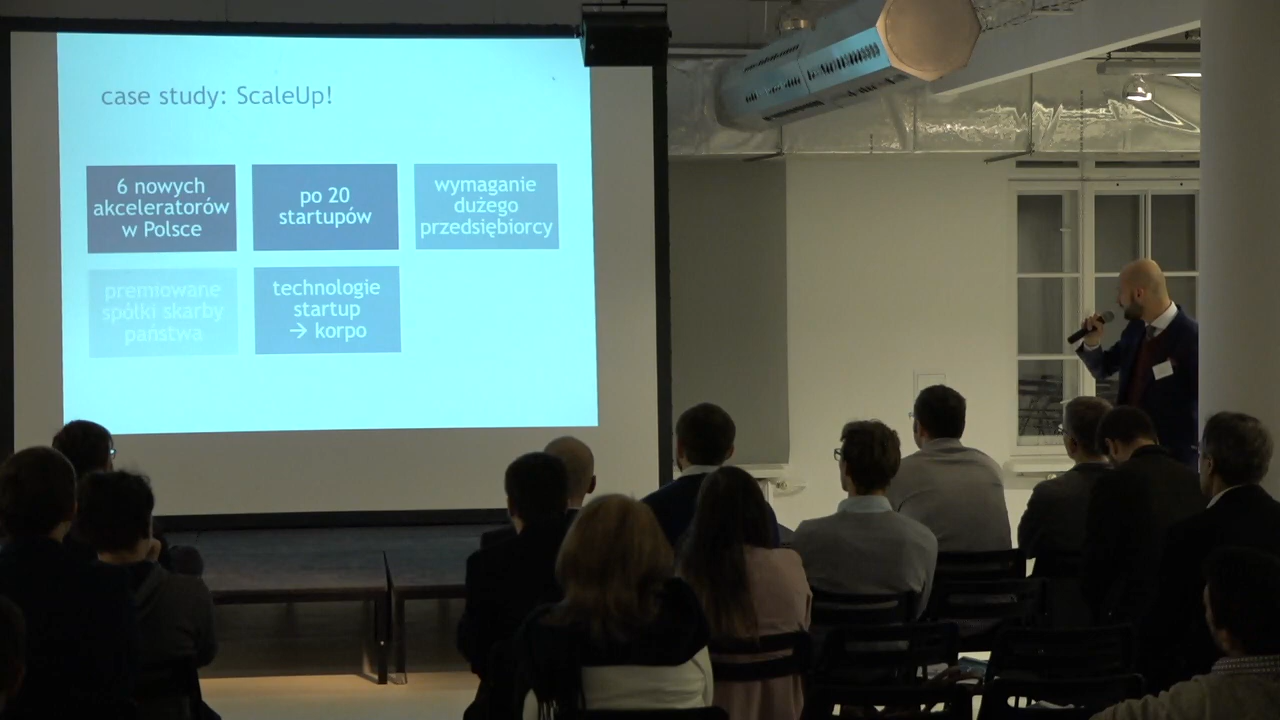 case study: ScaleUp!
6 nowych
akceleratorów
w Polsce
po 20
startupów
wymaganie
dużego
przedsiębiorcy
premiowane
spółki skarby
państwa
technologie
startup
→ korpo